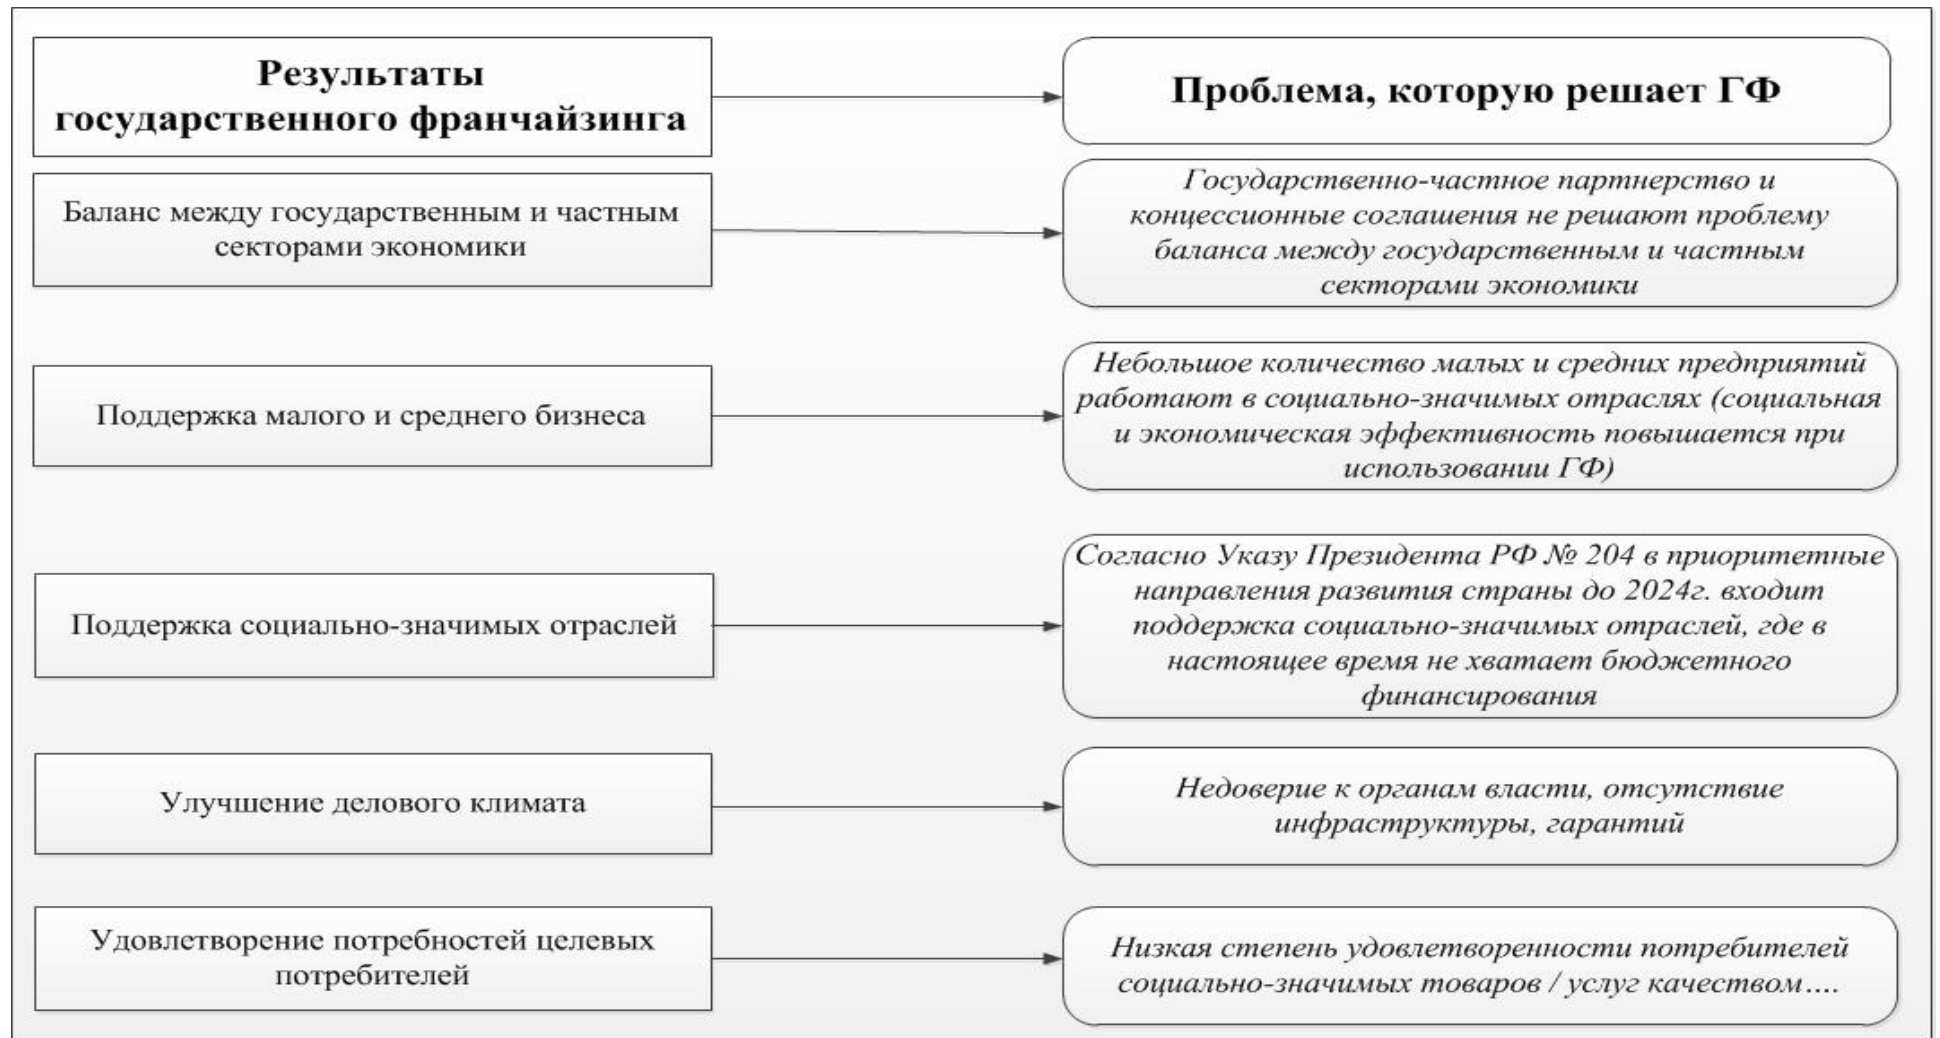 Результаты
государственного франчайзинга
Проблема, которую решает ГФ
Баланс между государственным и частным
секторами экономики
Государственно-частное партнерство и
концессионные соглашения не решают проблему
баланса между государственным и частным
секторами экономики
Поддержка малого и среднего бизнеса
Небольшое количество малых и средних предприятий
работают в социально-значимых отраслях (социальная
и экономическая эффективность повышается при
использовании ГФ)
Поддержка социально-значимых отраслей
Согласно Указу Президента РФ № 204 в приоритетные
направления развития страны до 2024г. входит
поддержка социально-значимых отраслей, где в
настоящее время не хватает бюджетного
финансирования
Улучшение делового климата
Недоверие к органам власти, отсутствие
инфраструктуры, гарантий
Удовлетворение потребностей целевых
потребителей
Низкая степень удовлетворенности потребителей
социально-значимых товаров / услуг качеством....